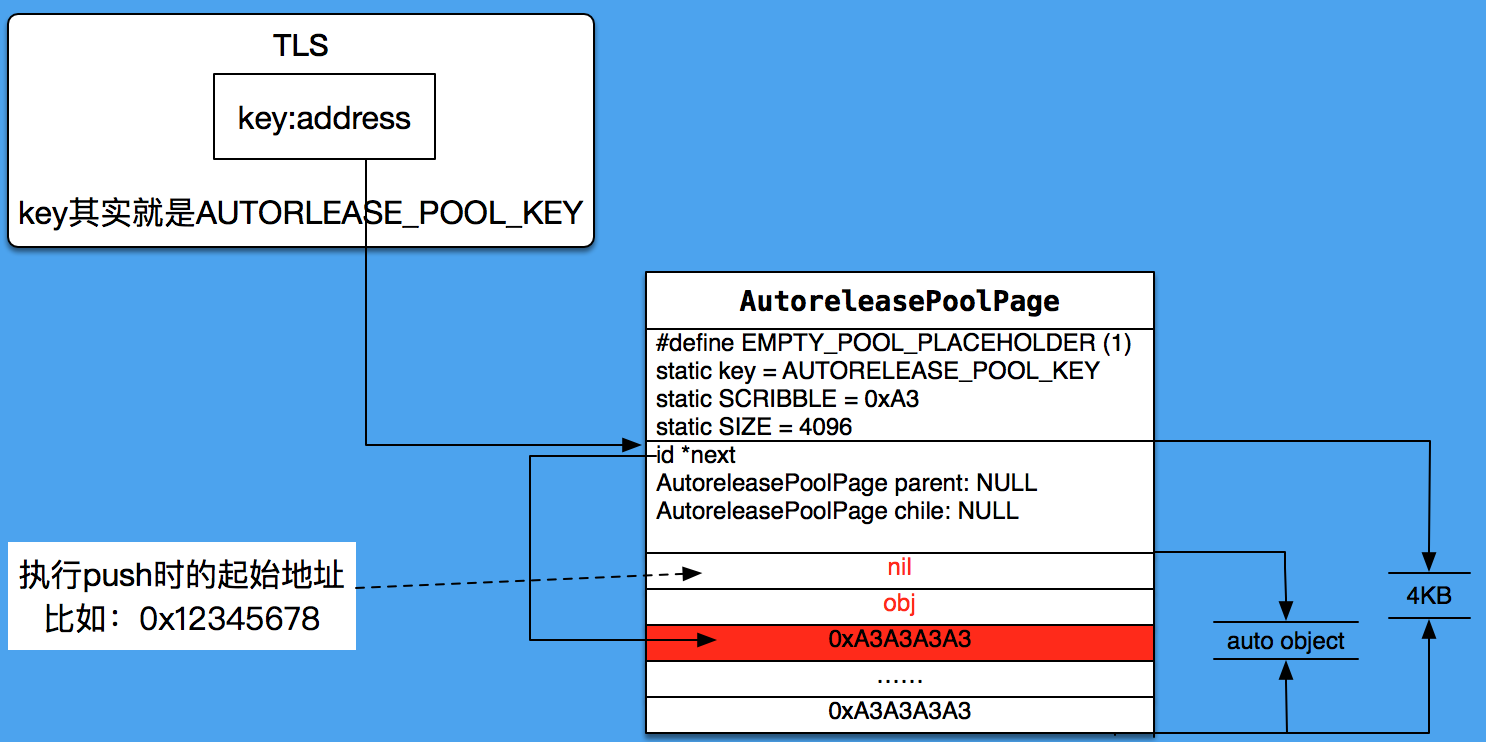 TLS
key:address
key其实就是AUTORLEASE_POOL_KEY
AutoreleasePoolPage
#define EMPTY_POOL_PLACEHOLDER (1)
static key = AUTORELEASE_POOL_KEY
static SCRIBBLE = 0xA3
static SIZE = 4096
id *next
AutoreleasePoolPage parent: NULL
AutoreleasePoolPage chile: NULL
执行push时的起始地址
比如：0x12345678
nil
obj
0xA3A3A3A3
......
0xA3A3A3A3
auto object
4KB